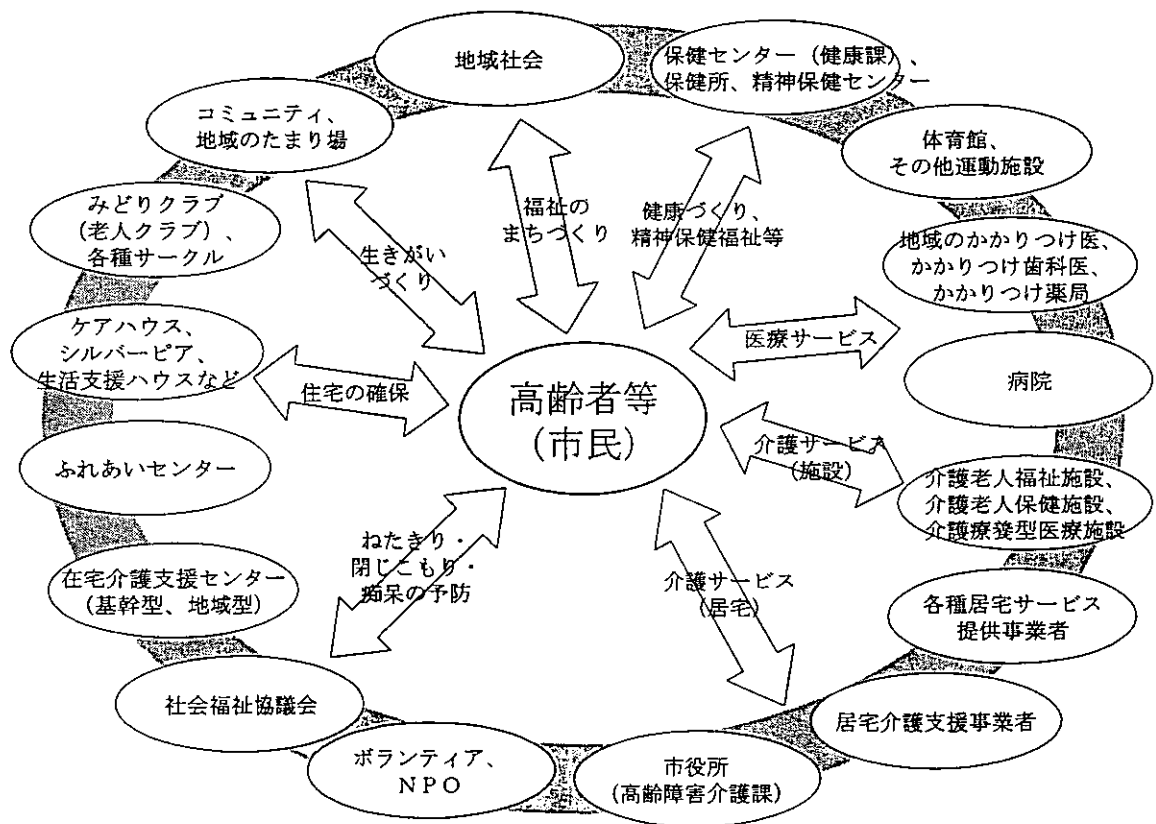 地域社会
保健センター（健康課）、
保健所、精神保健センター
コミュニティ、
地域のたまり場
体育館、
その他運動施設
みどりクラブ
（老人クラブ）、
各種サークル
福祉の
まちづくり
健康づくり、
精神保健福祉等
生きがい
づくり
地域のかかりつけ医、
かかりつけ歯科医、
かかりつけ薬局
ケアハウス、
シルバーピア、
生活支援ハウスなど
住宅の確保
医療サービス
高齢者等
（市民）
病院
ふれあいセンター
介護サービス
（施設）
介護老人福祉施設、
介護老人保健施設、
介護療養型医療施設
ねたきり・
閉じこもり・
痴呆の予防
介護サービス
（居宅）
在宅介護支援センター
（基幹型、地域型）
各種居宅サービス
提供事業者
社会福祉協議会
居宅介護支援事業者
ボランティア、
ＮＰＯ
市役所
（高齢障害介護課）